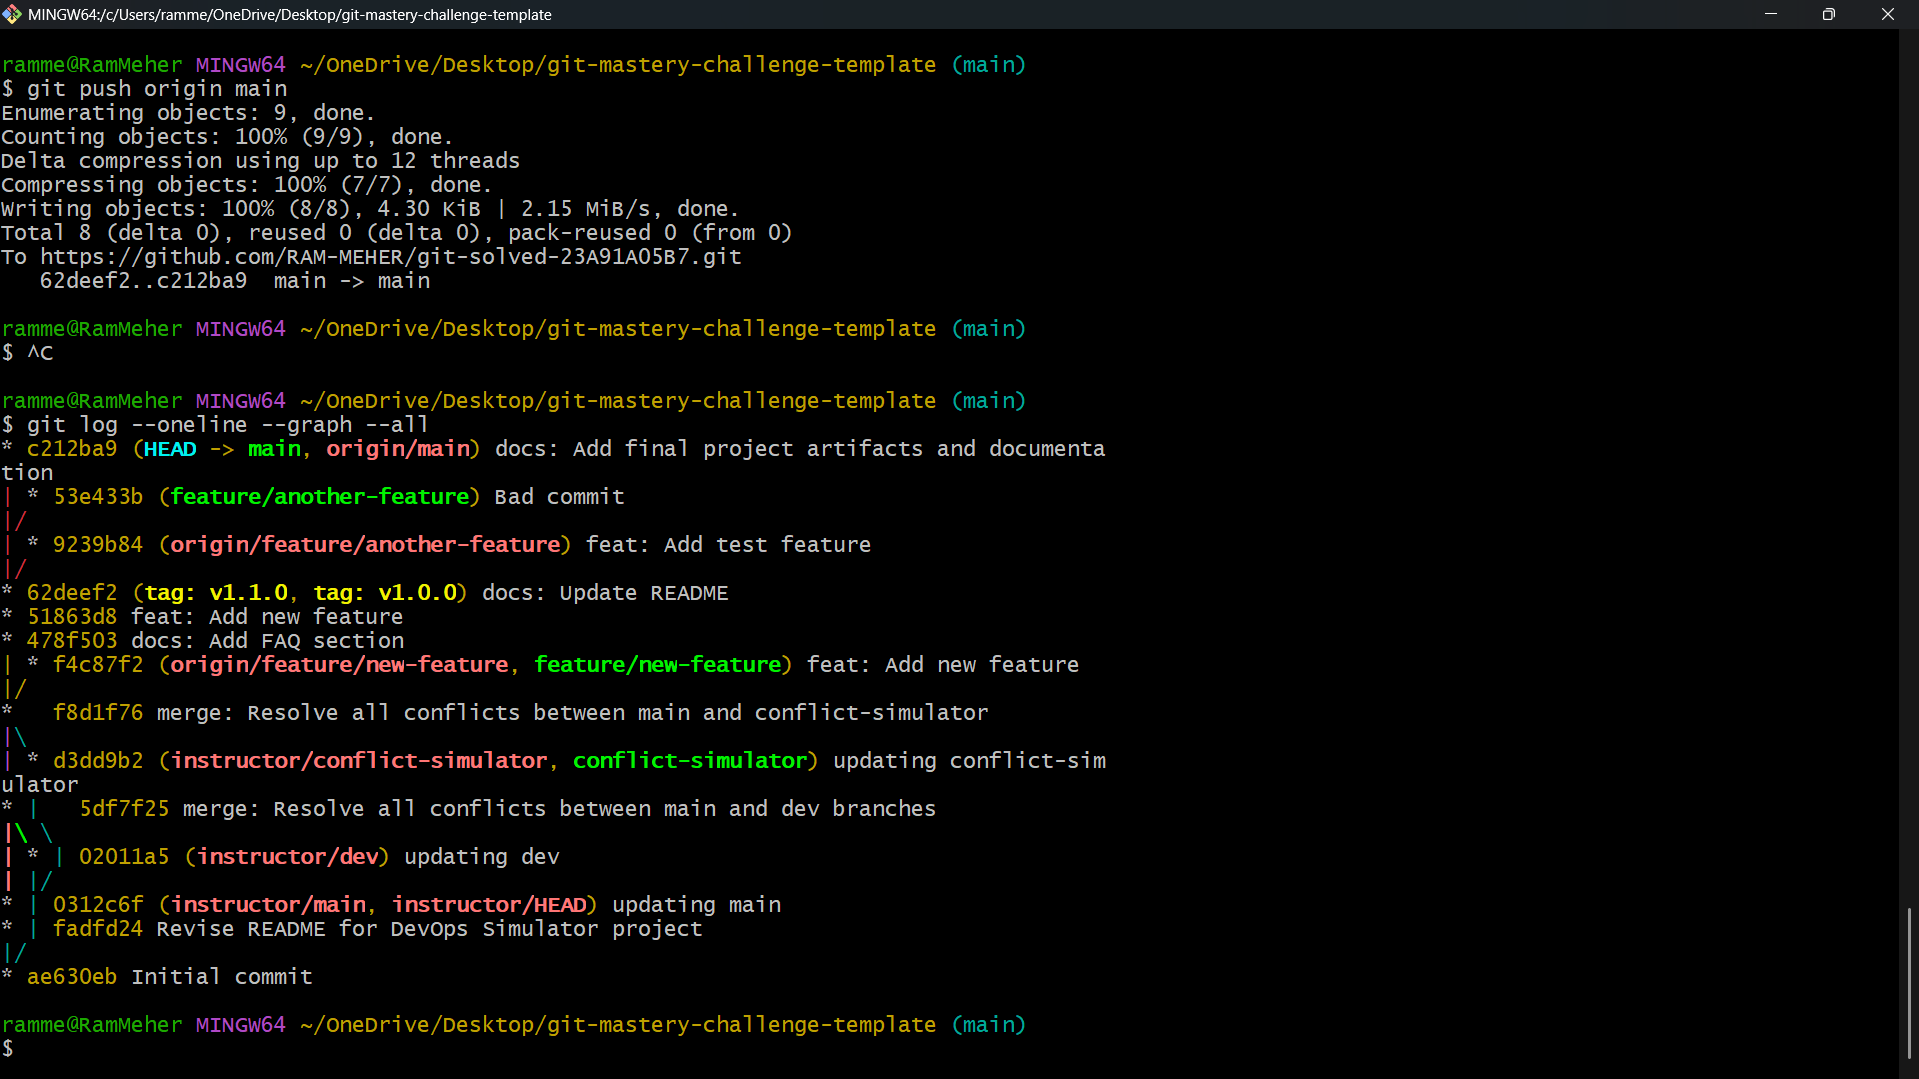 MINGW64:/c/Users/ramme/OneDrive/Desktop/git-mastery-challenge-template
ramme@RamMeher MINGW64 ~/OneDrive/Desktop/git-mastery-challenge-template (main)
$ git push origin main
Enumerating objects: 9, done.
Counting objects: 100% (9/9), done.
Delta compression using up to 12 threads
Compressing objects: 100% (7/7), done.
Writing objects: 100% (8/8), 4.30 KiB | 2.15 MiB/s, done.
Total 8 (delta 0), reused 0 (delta 0), pack-reused 0 (from 0)
To https://github.com/RAM-MEHER/git-solved-23A91A05B7.git
   62deef2..c212ba9  main -> main
ramme@RamMeher MINGW64 ~/OneDrive/Desktop/git-mastery-challenge-template (main)
$ ^C
ramme@RamMeher MINGW64 ~/OneDrive/Desktop/git-mastery-challenge-template (main)
$ git log --oneline --graph --all
* c212ba9 (HEAD -> main, origin/main) docs: Add final project artifacts and documenta
tion
| * 53e433b (feature/another-feature) Bad commit
|/
| * 9239b84 (origin/feature/another-feature) feat: Add test feature
|/
* 62deef2 (tag: v1.1.0, tag: v1.0.0) docs: Update README
* 51863d8 feat: Add new feature
* 478f503 docs: Add FAQ section
| * f4c87f2 (origin/feature/new-feature, feature/new-feature) feat: Add new feature
|/
*   f8d1f76 merge: Resolve all conflicts between main and conflict-simulator
|\
| * d3dd9b2 (instructor/conflict-simulator, conflict-simulator) updating conflict-sim
ulator
* |   5df7f25 merge: Resolve all conflicts between main and dev branches
|\ \
| * | 02011a5 (instructor/dev) updating dev
| |/
* | 0312c6f (instructor/main, instructor/HEAD) updating main
* | fadfd24 Revise README for DevOps Simulator project
|/
* ae630eb Initial commit
ramme@RamMeher MINGW64 ~/OneDrive/Desktop/git-mastery-challenge-template (main)
$